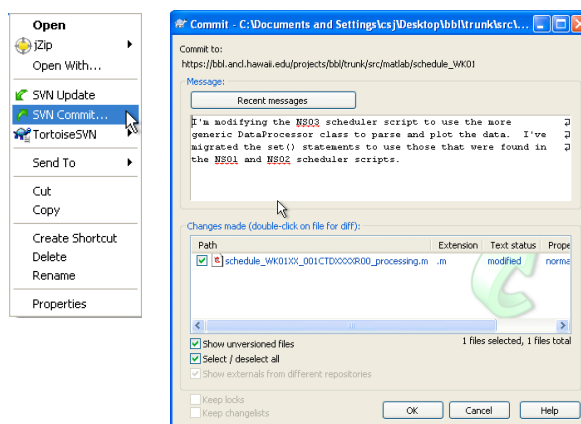 Open
jZip
Open With...
SVN Update
SVN Commit...
TortoiseSVN
Send To
Cut
Copy
Create Shortcut
Delete
Rename
Properties
Commit - C:\Documents and Settings\csj\Desktop\bbl\trunk\src\...
Commit to:
https://bbl.ancl.hawaii.edu/projects/bbl/trunk/src/matlab/schedule_WK01
Message:
Recent messages
I'm modifying the NS03 scheduler script to use the more
generic DataProcessor class to parse and plot the data. I've
migrated the set() statements to use those that were found in
the NS01 and NS02 scheduler scripts.
Changes made (double-click on file for diff):
Path Extension Text status Prope
schedule_WK01XX_001CTDXXXXR00_processing.m .m modified norma
Show unversioned files 1 files selected, 1 files total
Select / deselect all
Show externals from different repositories
Keep locks
Keep changelists
OK Cancel Help